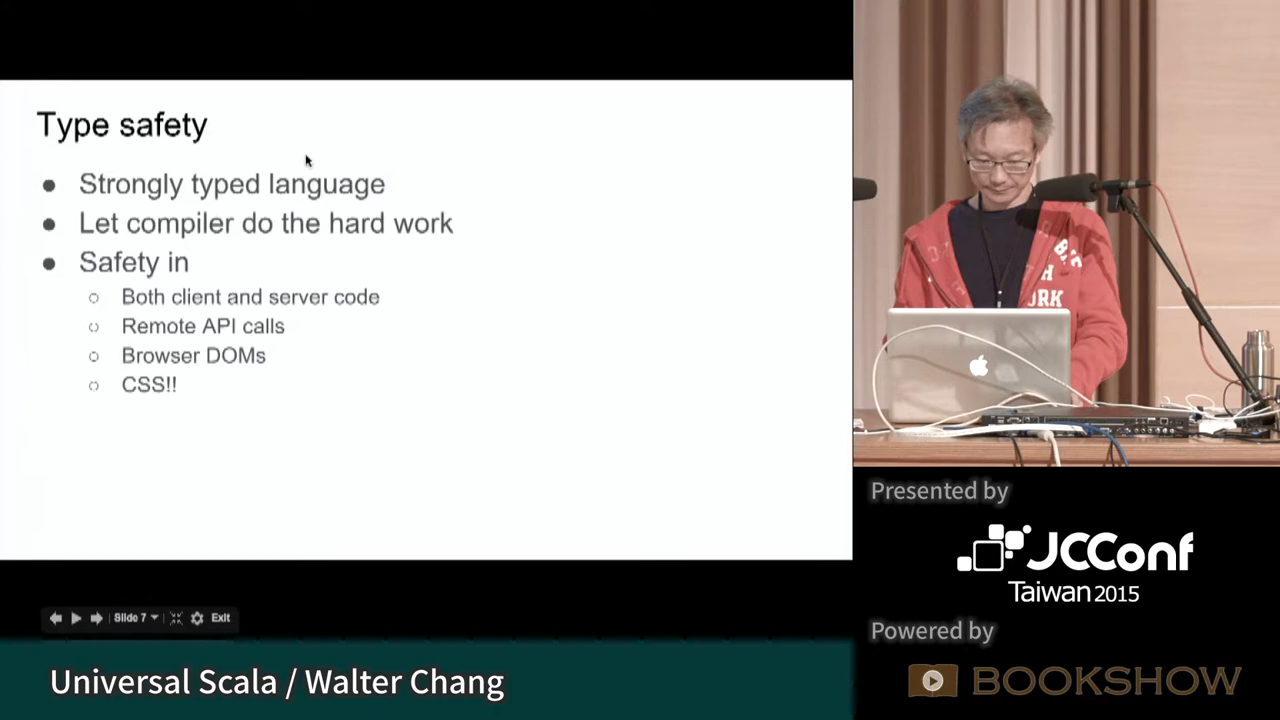 Type safety
Strongly typed language
Let compiler do the hard work
Safety in
Both client and server code
Remote API calls
Browser DOMs
CSS!!
Slide 7
Exit
Universal Scala / Walter Chang
Presented by
JCConf
Taiwan 2015
Powered by
BOOKSHOW